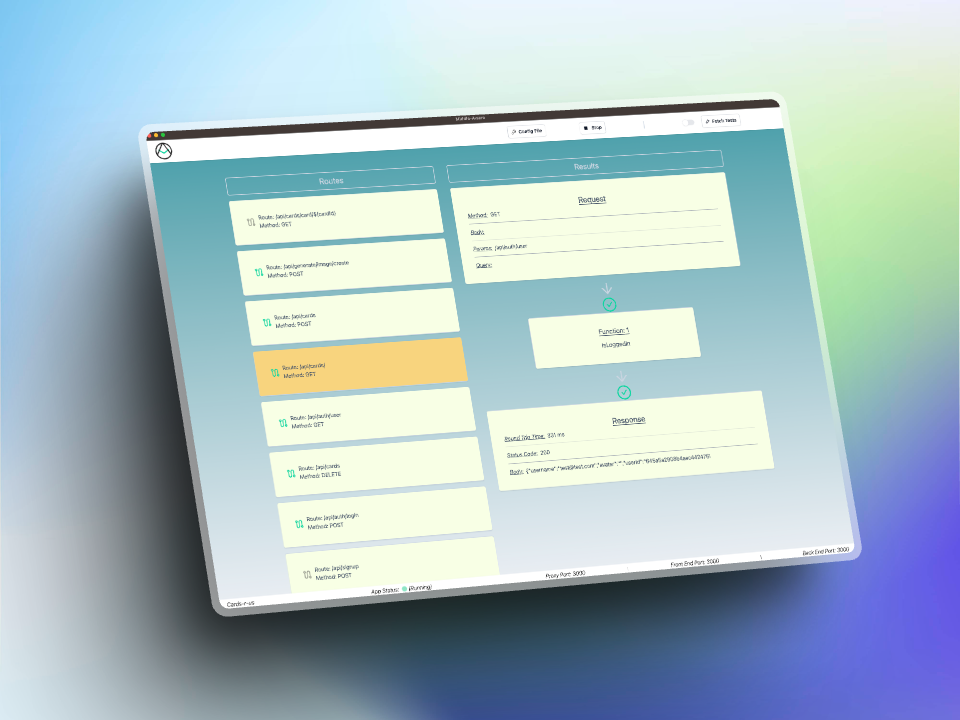 Config File
Stop
Fetch Tests
Routes
Route: /api/cards/card/${cardId}
Method: GET
Route: /api/generate/image/create
Method: POST
Route: /api/cards
Method: POST
Route: /api/cards/
Method: GET
Route: /api/auth/user
Method: GET
Route: /api/cards
Method: DELETE
Route: /api/auth/login
Method: POST
Route: /api/signup
Method: POST
Results
Request
Method: GET
Body:
Params: /api/auth/user
Query:
Function: 1
isLoggedIn
Response
Round Trip Time: 331 ms
Status Code: 200
Body: {"username":"test@test.com","avatar":"","userId":
Cards-r-us
App Status: (Running)
Proxy Port: 3000
Front End Port: 3000
Back End Port: 3000